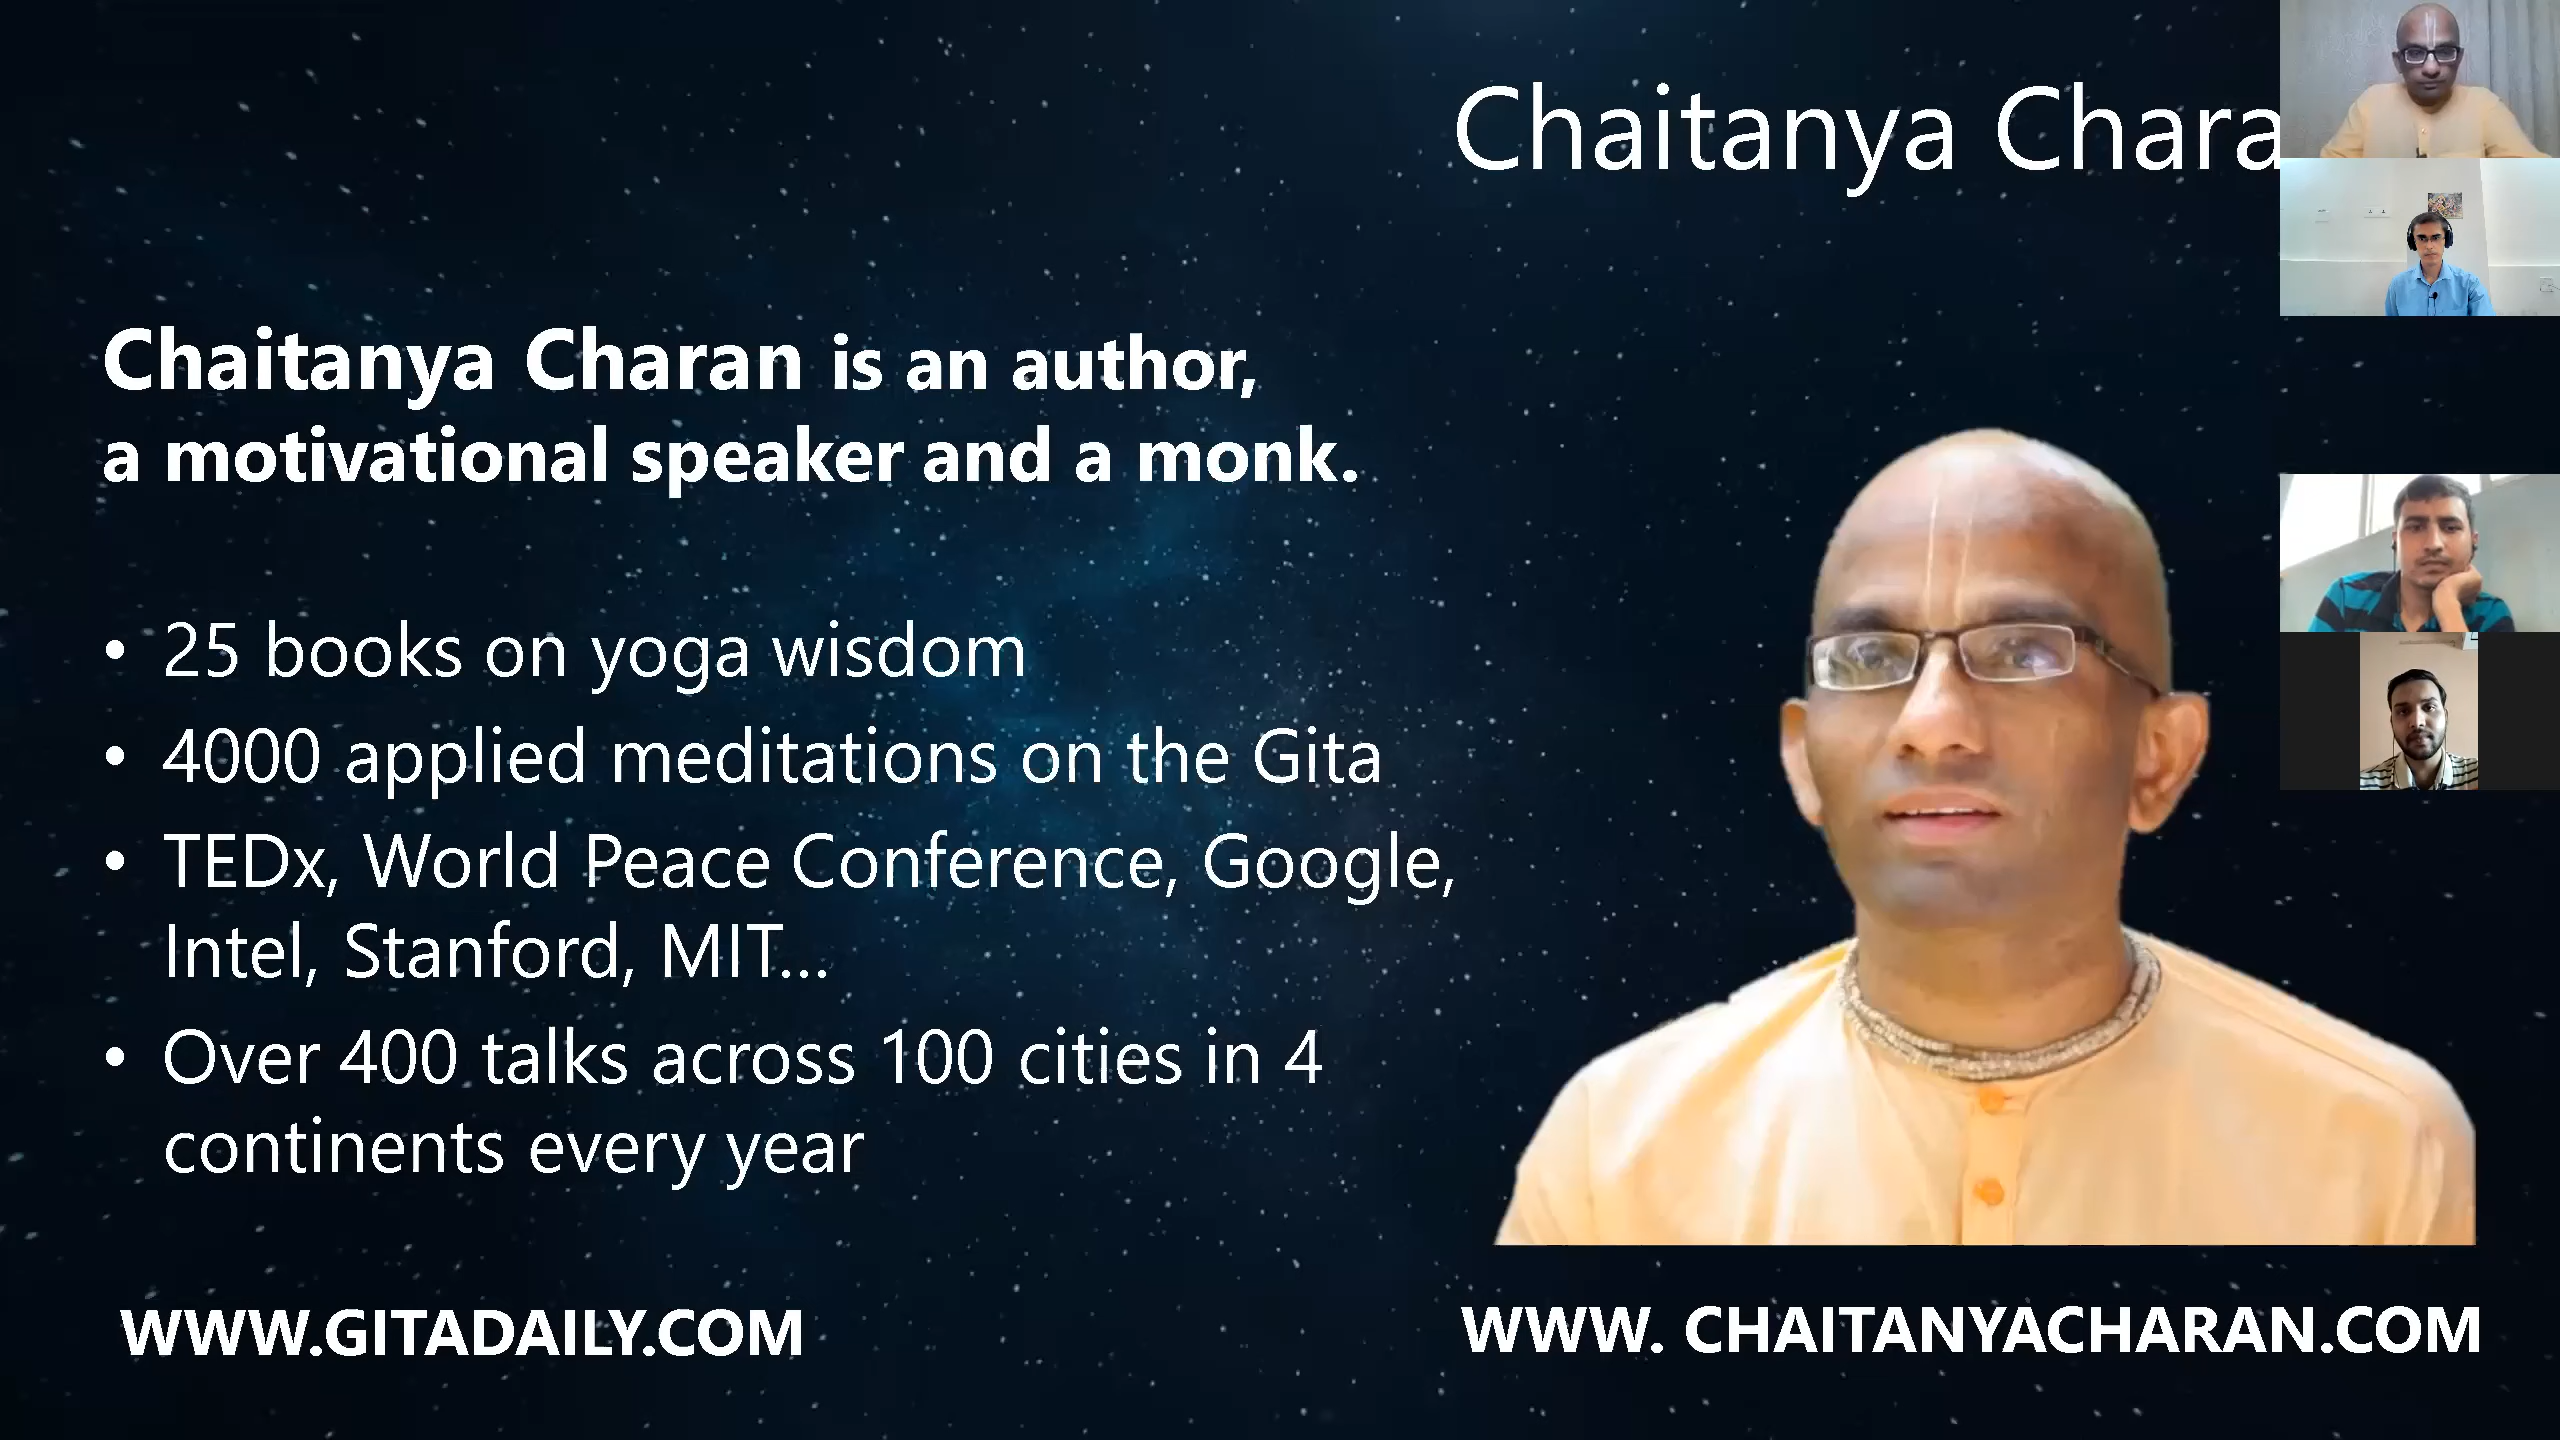 Chaitanya Chara
Chaitanya Charan is an author,
a motivational speaker and a monk.
• 25 books on yoga wisdom
• 4000 applied meditations on the Gita
• TEDx, World Peace Conference, Google,
Intel, Stanford, MIT...
• Over 400 talks across 100 cities in 4
continents every year
WWW.GITADAILY.COM
WWW. CHAITANYACHARAN.COM